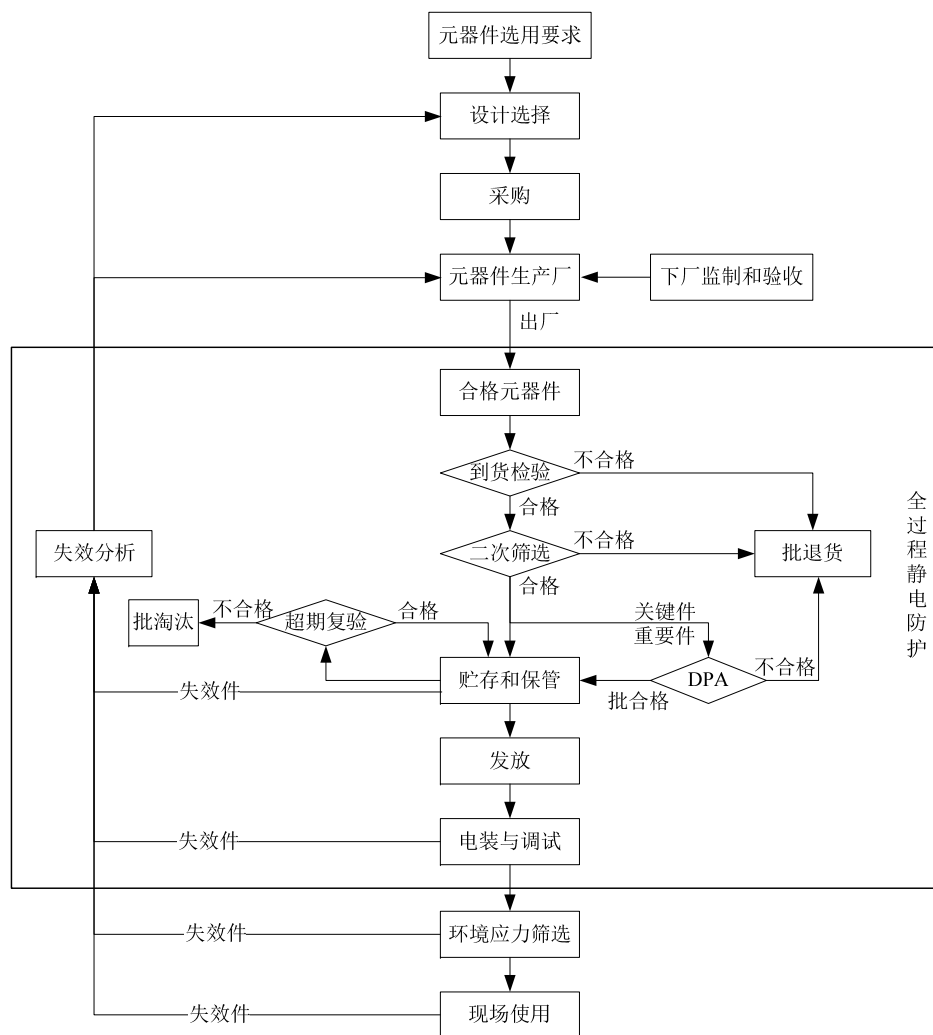 元器件选用要求
设计选择
采购
元器件生产厂
下厂监制和验收
出厂
合格元器件
到货检验
不合格
合格
失效分析
二次筛选
不合格
批退货
合格
全过程静电防护
批淘汰
不合格
超期复验
合格
关键件
重要件
贮存和保管
批合格
DPA
不合格
失效件
发放
失效件
电装与调试
失效件
环境应力筛选
失效件
现场使用